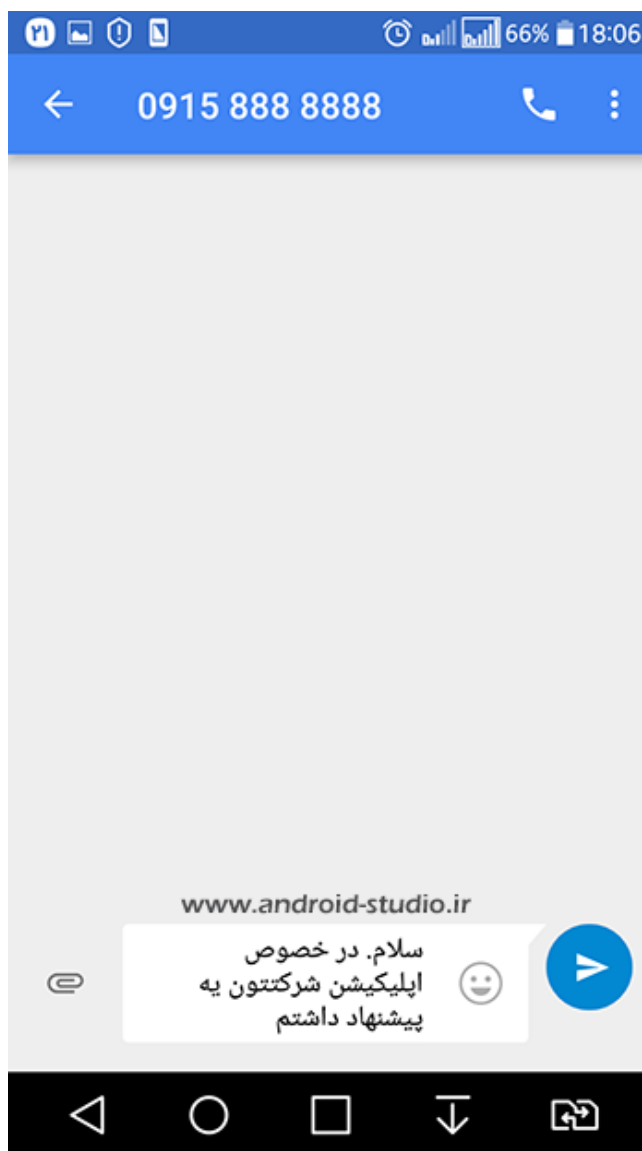 ۲۱ 66% 18:06
0915 888 8888
www.android-studio.ir
سلام. در خصوص
اپلیکیشن شرکتتون یه
پیشنهاد داشتم